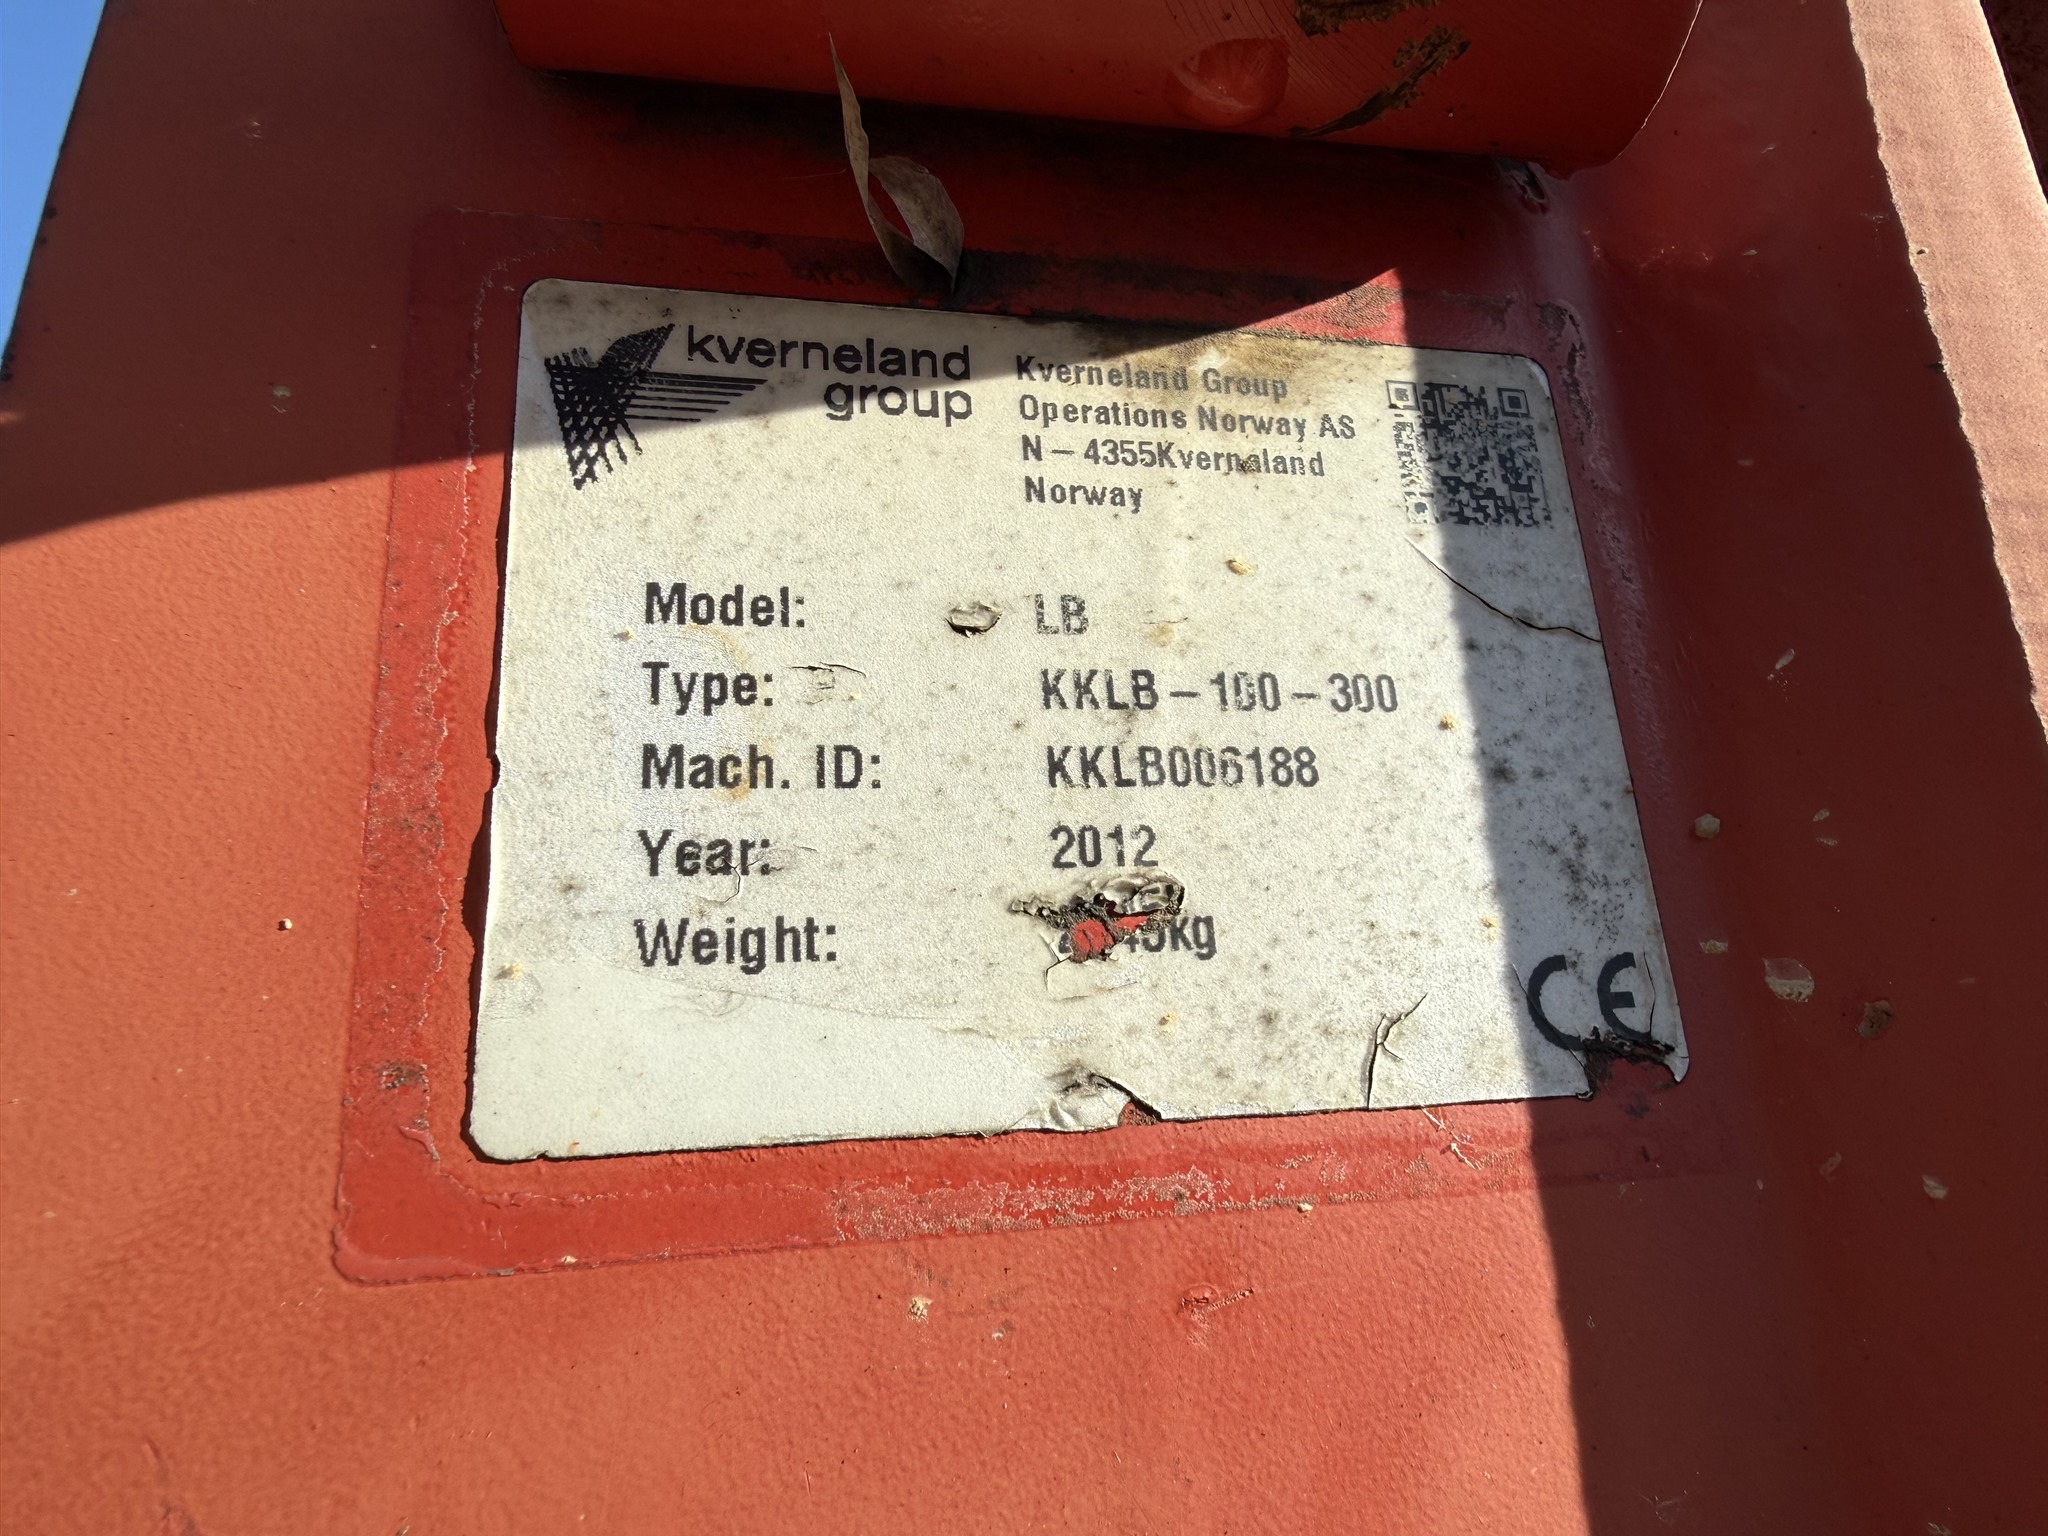 kverneland
group
Kverneland Group
Operations Norway AS
N – 4355Kvernaland
Norway
Model: LB
Type: KKLB – 100 – 300
Mach. ID: KKLB006188
Year: 2012
Weight:
CE